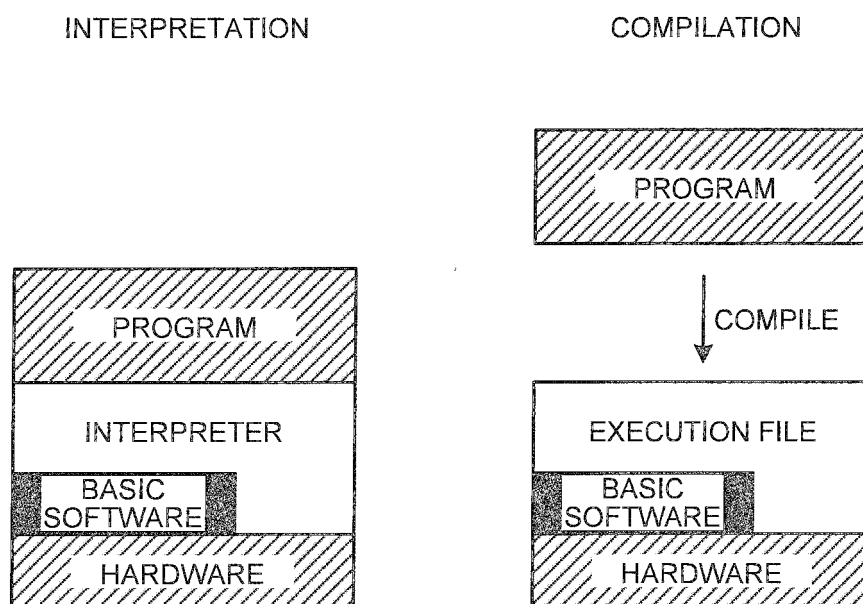 INTERPRETATION
PROGRAM
INTERPRETER
BASIC
SOFTWARE
HARDWARE
COMPILATION
PROGRAM
COMPILE
EXECUTION FILE
BASIC
SOFTWARE
HARDWARE